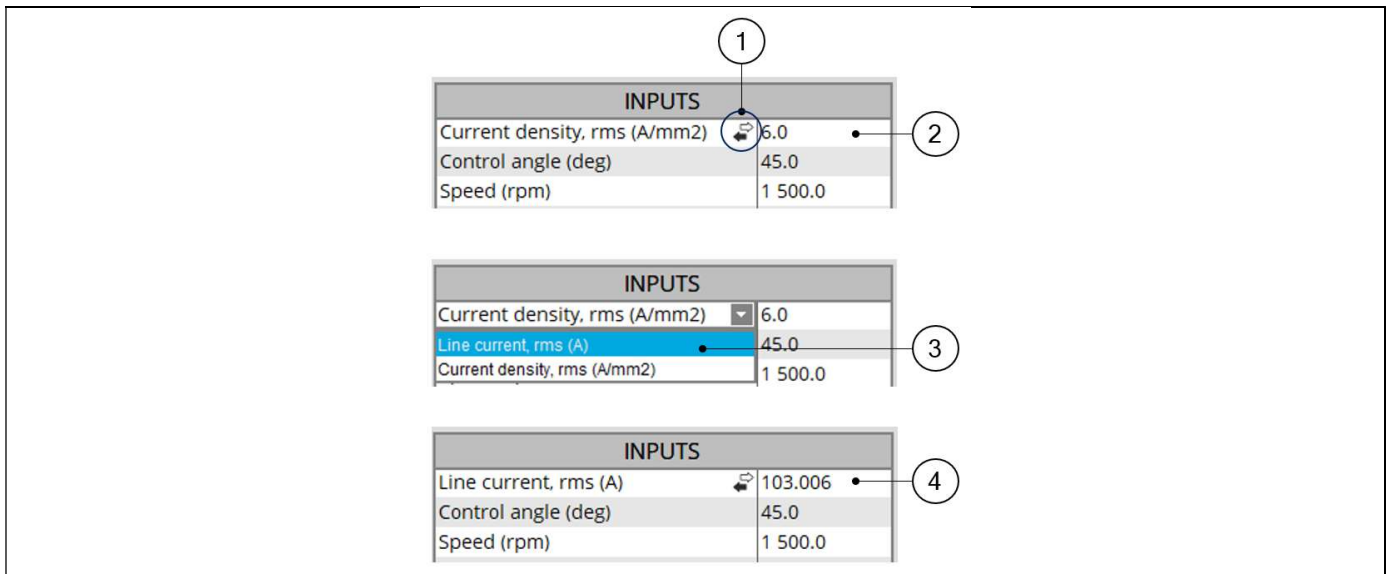 1
INPUTS
Current density, rms (A/mm2) 6.0
2
Control angle (deg) 45.0
Speed (rpm) 1 500.0
INPUTS
Current density, rms (A/mm2) 6.0
Line current, rms (A) 45.0
3
Current density, rms (A/mm2) 1 500.0
INPUTS
Line current, rms (A) 103.006
4
Control angle (deg) 45.0
Speed (rpm) 1 500.0